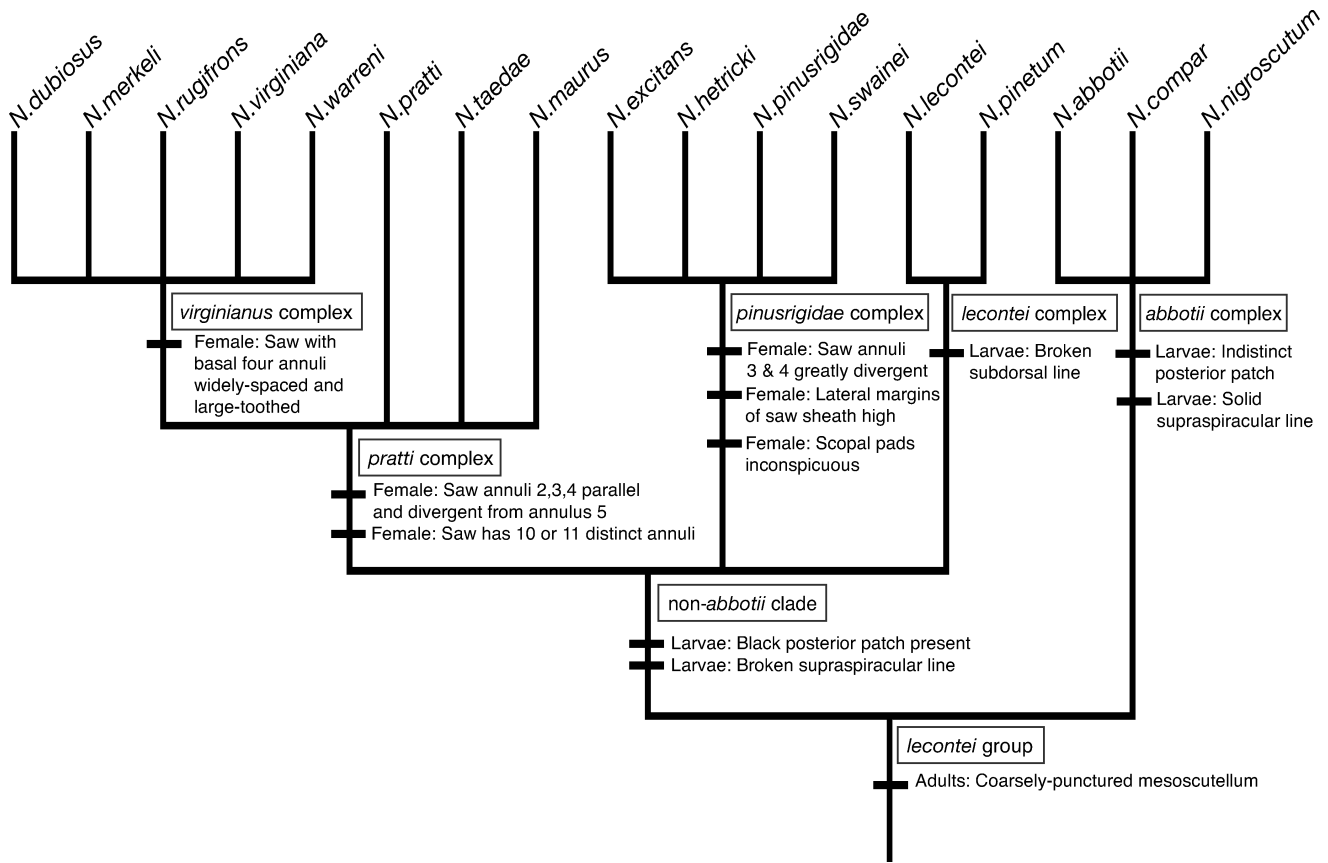 N.dubiosus
N.merkeli
N.rugifrons
N.virginiana
N.warreni
N.pratti
N.taedae
N.maurus
N.excitans
N.hetricki
N.pinusrigidae
N.swainei
N.lecontei
N.pinetum
N.abbotii
N.compar
N.nigroscutum
virginianus complex
Female: Saw with
basal four annuli
widely-spaced and
large-toothed
pinusrigidae complex
Female: Saw annuli
3 & 4 greatly divergent
Female: Lateral margins
of saw sheath high
Female: Scopal pads
inconspicuous
lecontei complex
Larvae: Broken
subdorsal line
abbotii complex
Larvae: Indistinct
posterior patch
Larvae: Solid
supraspiracular line
pratti complex
Female: Saw annuli 2,3,4 parallel
and divergent from annulus 5
Female: Saw has 10 or 11 distinct annuli
non-abbotii clade
Larvae: Black posterior patch present
Larvae: Broken supraspiracular line
lecontei group
Adults: Coarsely-punctured mesoscutellum